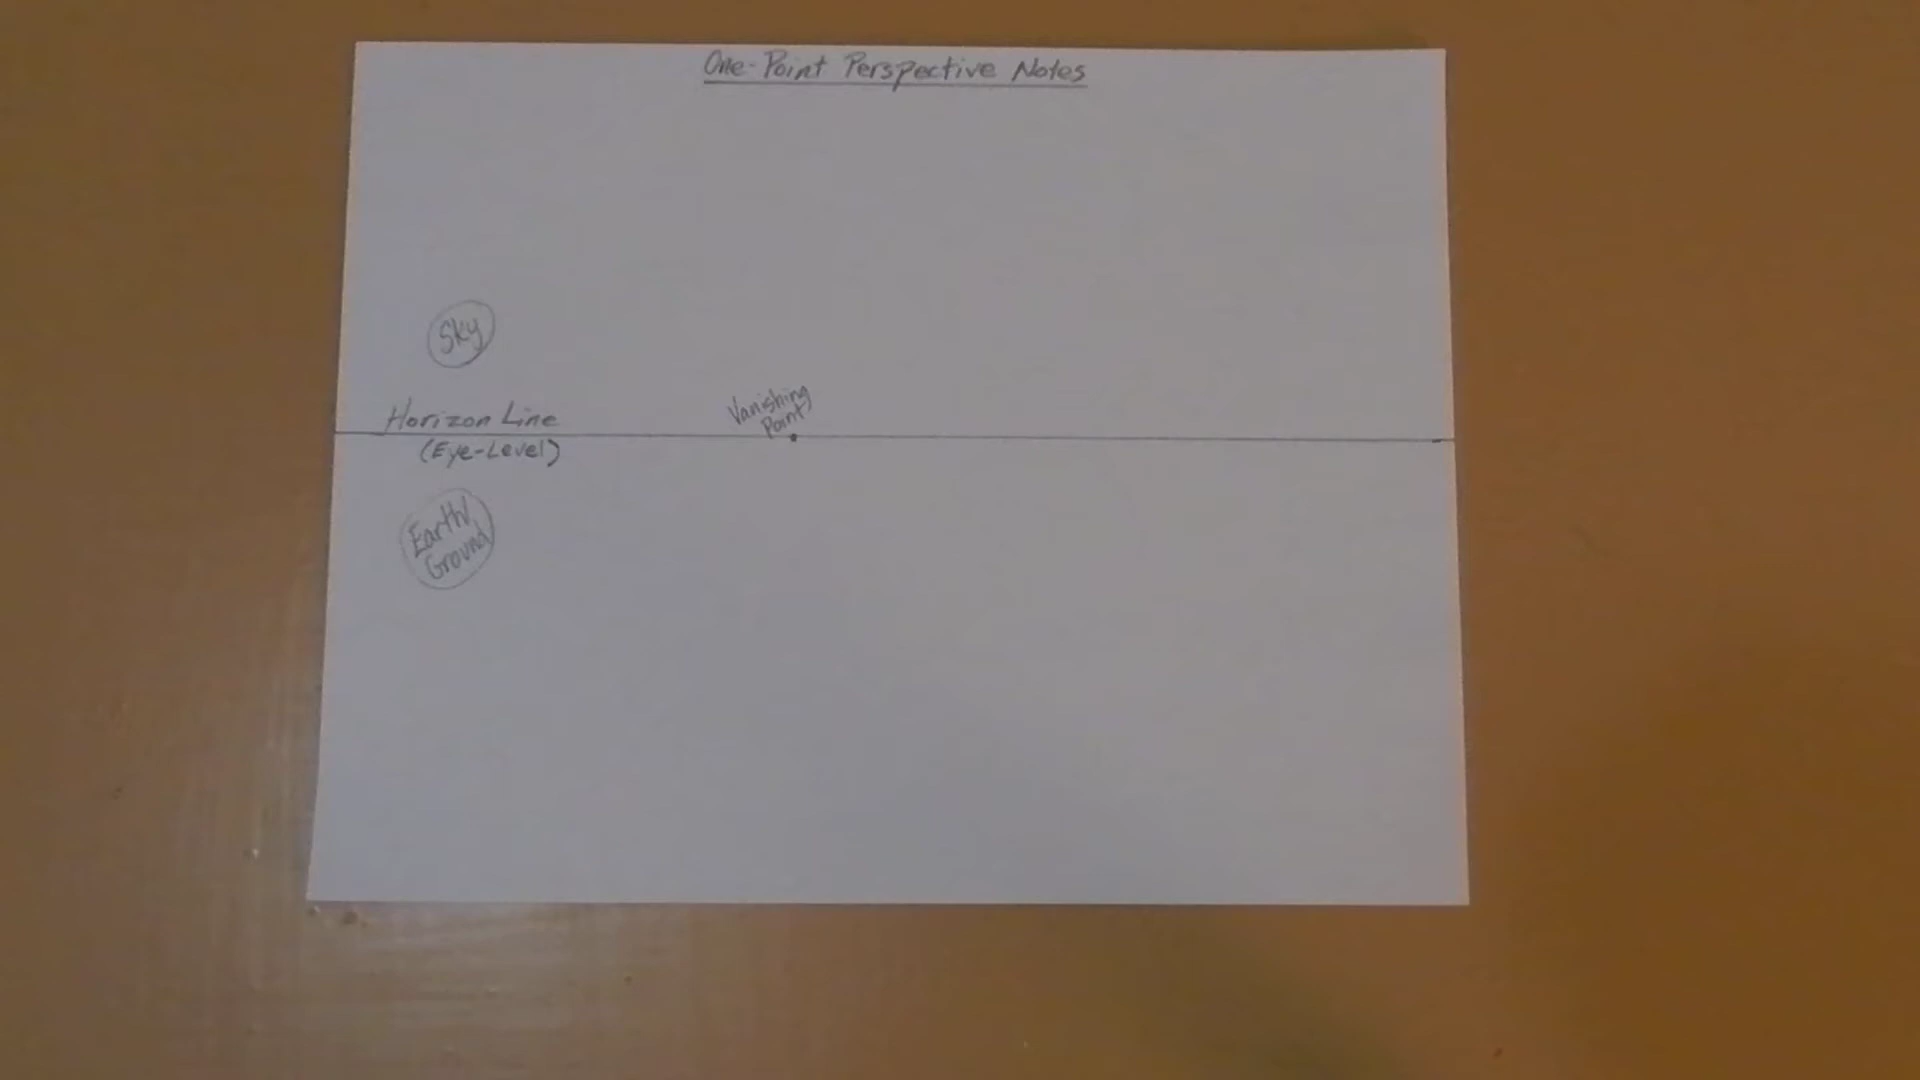 One-Point Perspective Notes
Sky
Horizon Line
(Eye-Level)
Vanishing
Point
Earth/
Ground